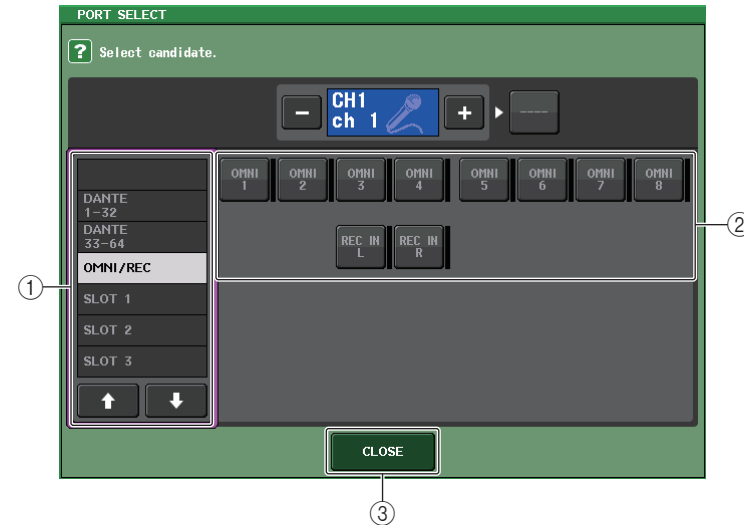 PORT SELECT
? Select candidate.
−
CH1
ch 1
+
----
DANTE
1-32
DANTE
33-64
OMNI/REC
SLOT 1
SLOT 2
SLOT 3
OMNI
1
OMNI
2
OMNI
3
OMNI
4
OMNI
5
OMNI
6
OMNI
7
OMNI
8
REC IN
L
REC IN
R
①
②
CLOSE
③